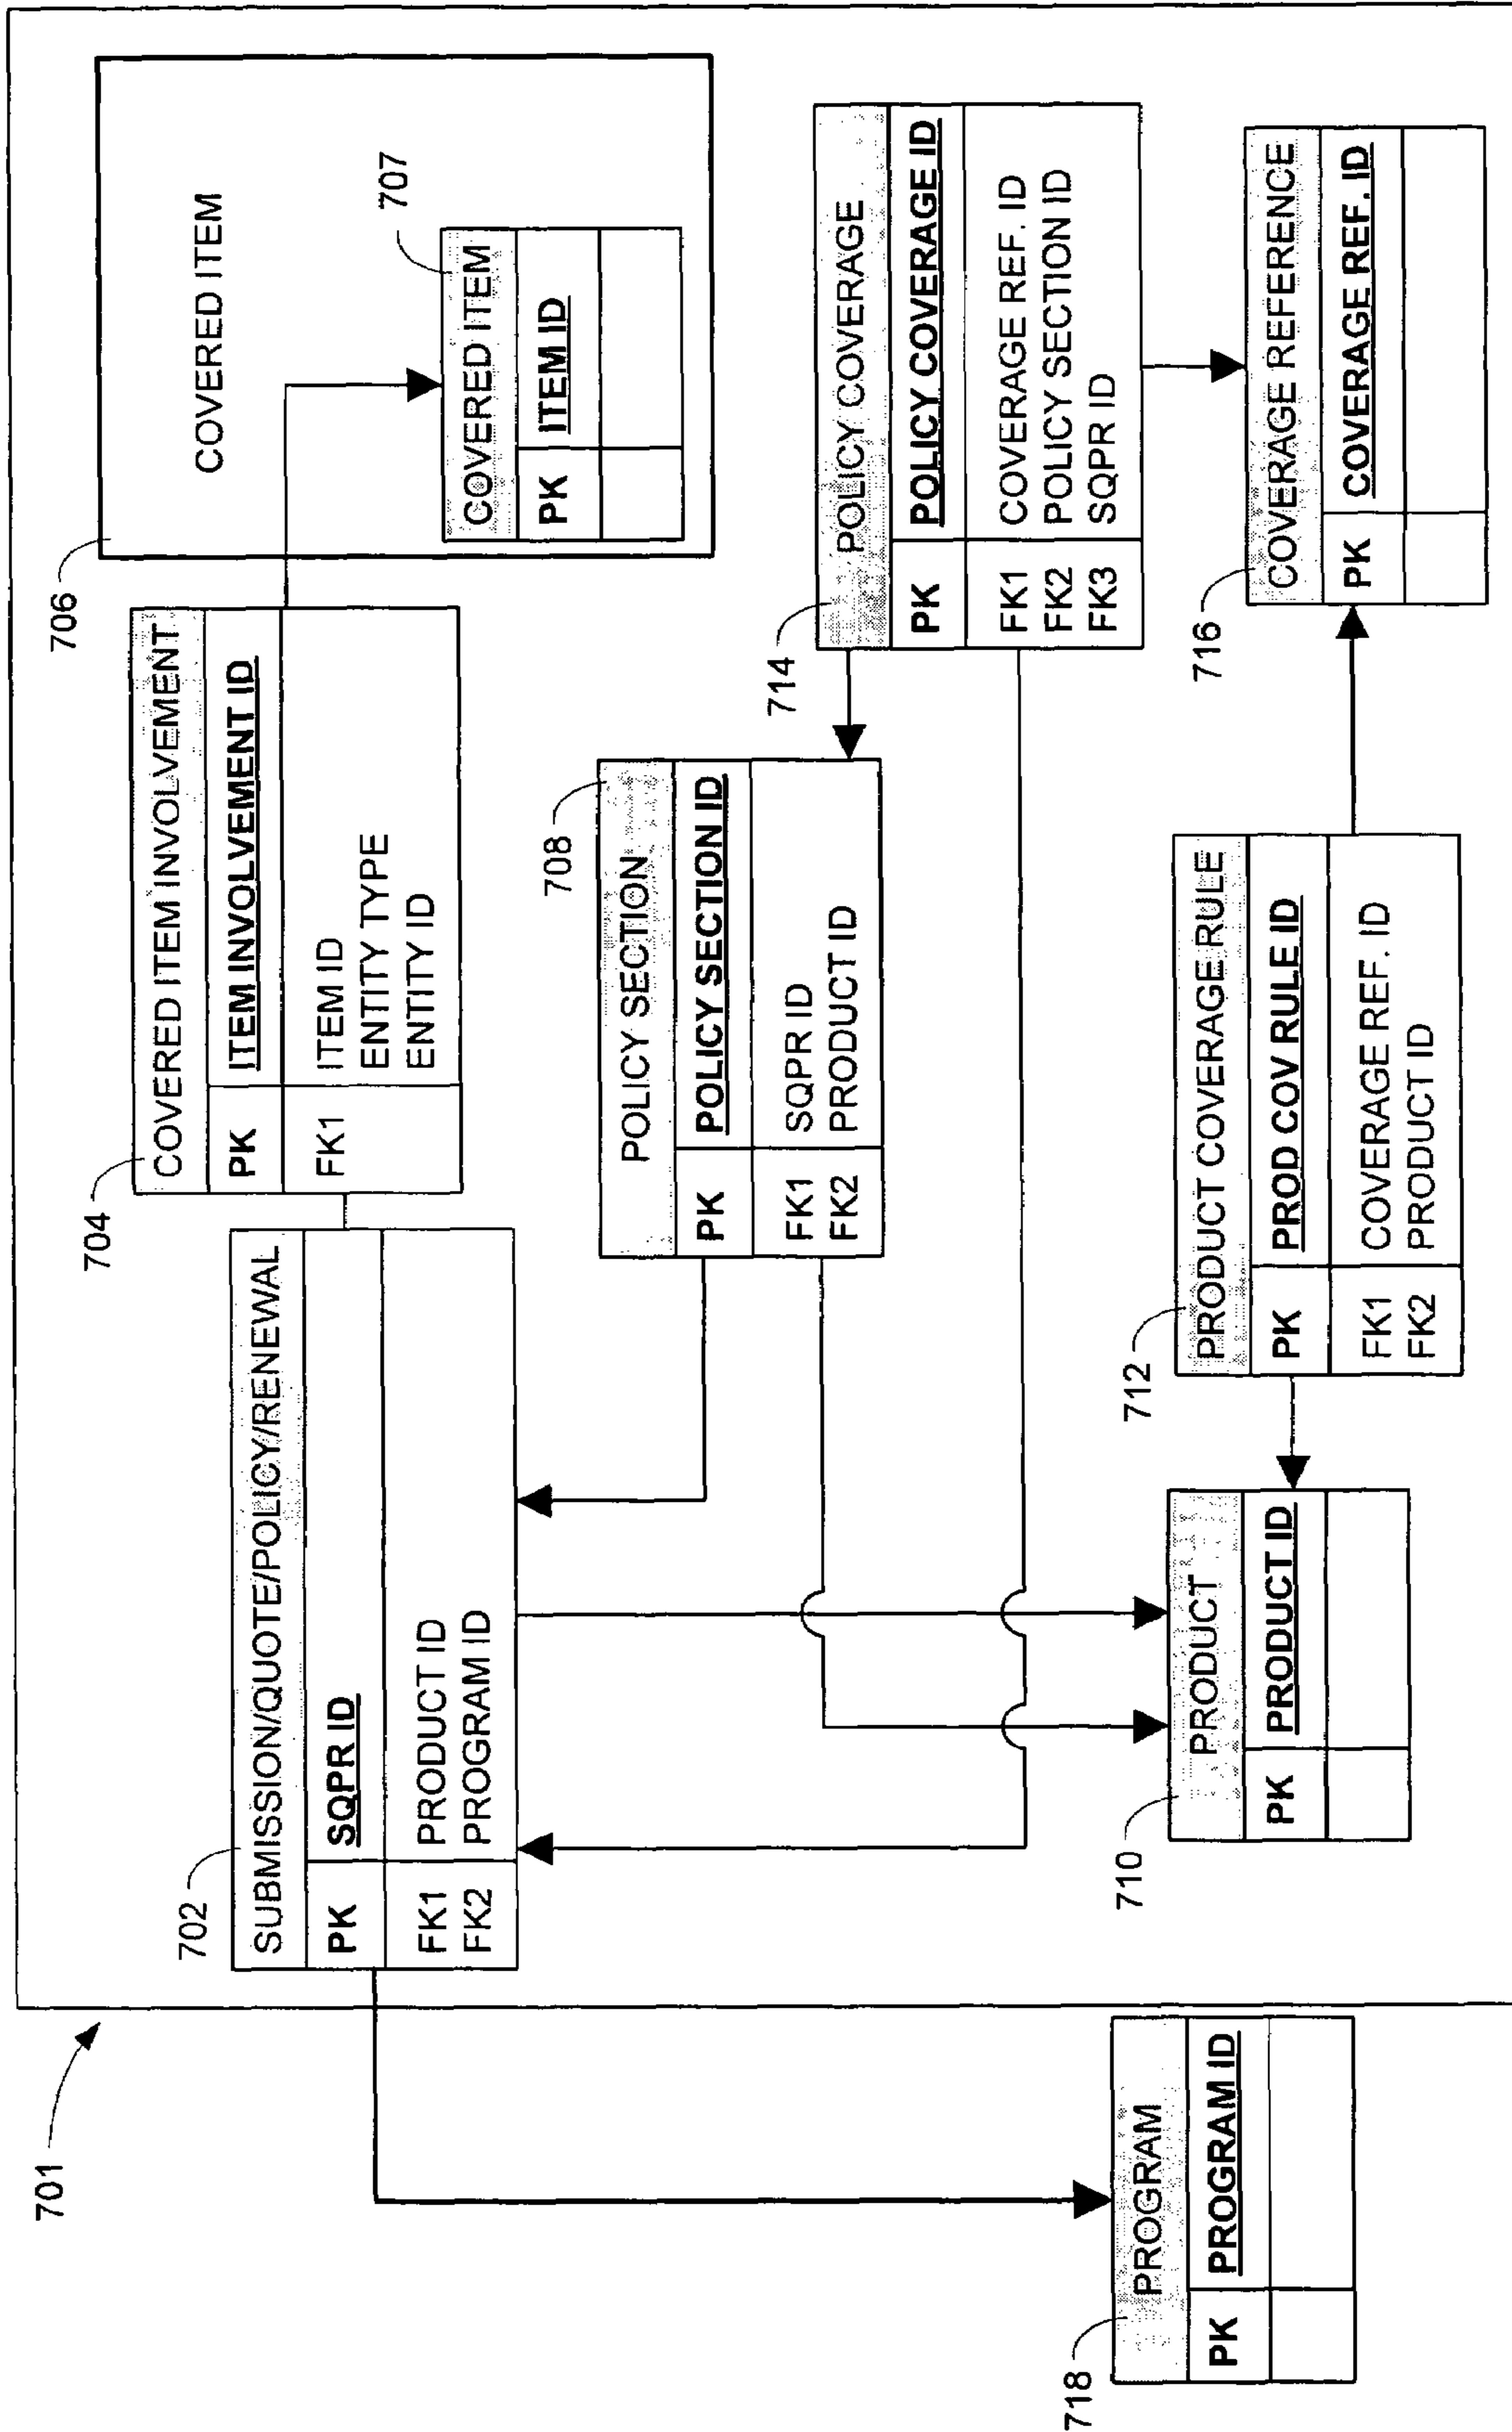 701
702
SUBMISSION/QUOTE/POLICY/RENEWAL
PK SQPR ID
FK1 PRODUCT ID
FK2 PROGRAM ID
704
COVERED ITEM INVOLVEMENT
PK ITEM INVOLVEMENT ID
FK1 ITEM ID
ENTITY TYPE
ENTITY ID
706
COVERED ITEM
707
COVERED ITEM
PK ITEM ID
708
POLICY SECTION
PK POLICY SECTION ID
FK1 SQPR ID
FK2 PRODUCT ID
714
POLICY COVERAGE
PK POLICY COVERAGE ID
FK1 COVERAGE REF. ID
FK2 POLICY SECTION ID
FK3 SQPR ID
718
PROGRAM
PK PROGRAM ID
710
PRODUCT
PK PRODUCT ID
712
PRODUCT COVERAGE RULE
PK PROD COV RULE ID
FK1 COVERAGE REF. ID
FK2 PRODUCT ID
716
COVERAGE REFERENCE
PK COVERAGE REF. ID